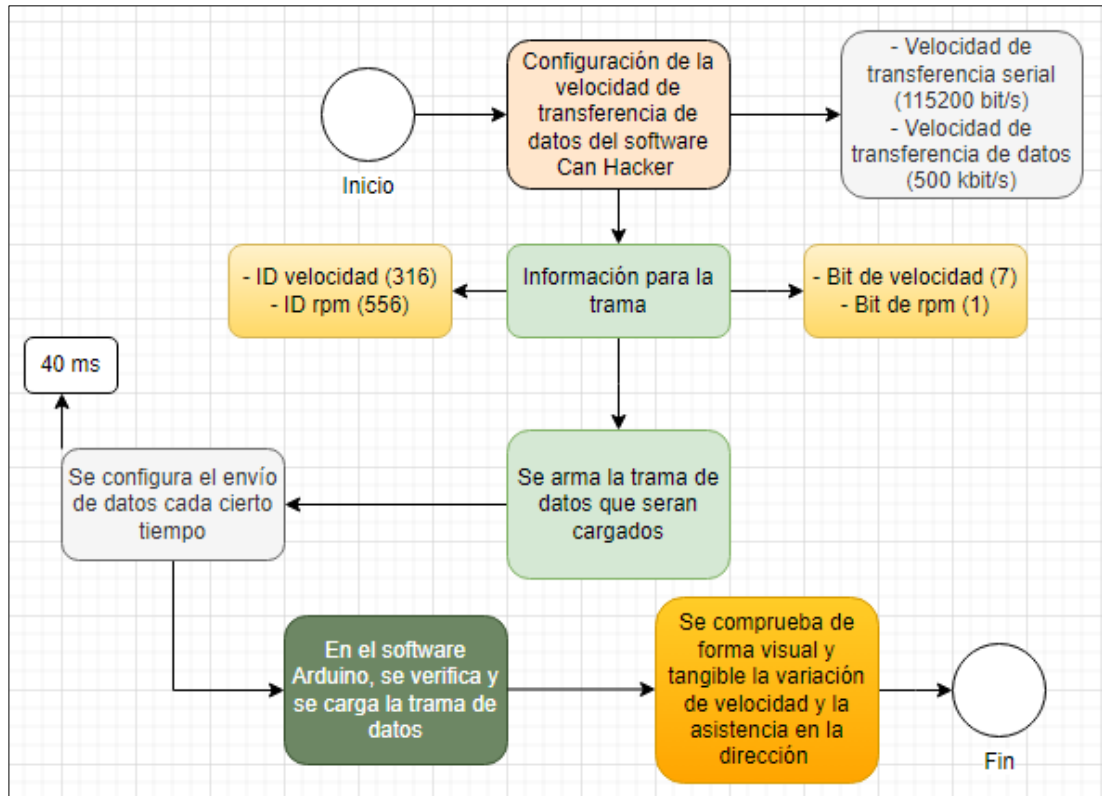 Inicio
Configuración de la
velocidad de
transferencia de
datos del software
Can Hacker
- Velocidad de
transferencia serial
(115200 bit/s)
- Velocidad de
transferencia de datos
(500 kbit/s)
- ID velocidad (316)
- ID rpm (556)
Información para la
trama
- Bit de velocidad (7)
- Bit de rpm (1)
40 ms
Se configura el envío
de datos cada cierto
tiempo
Se arma la trama de
datos que seran
cargados
En el software
Arduino, se verifica y
se carga la trama de
datos
Se comprueba de
forma visual y
tangible la variación
de velocidad y la
asistencia en la
dirección
Fin